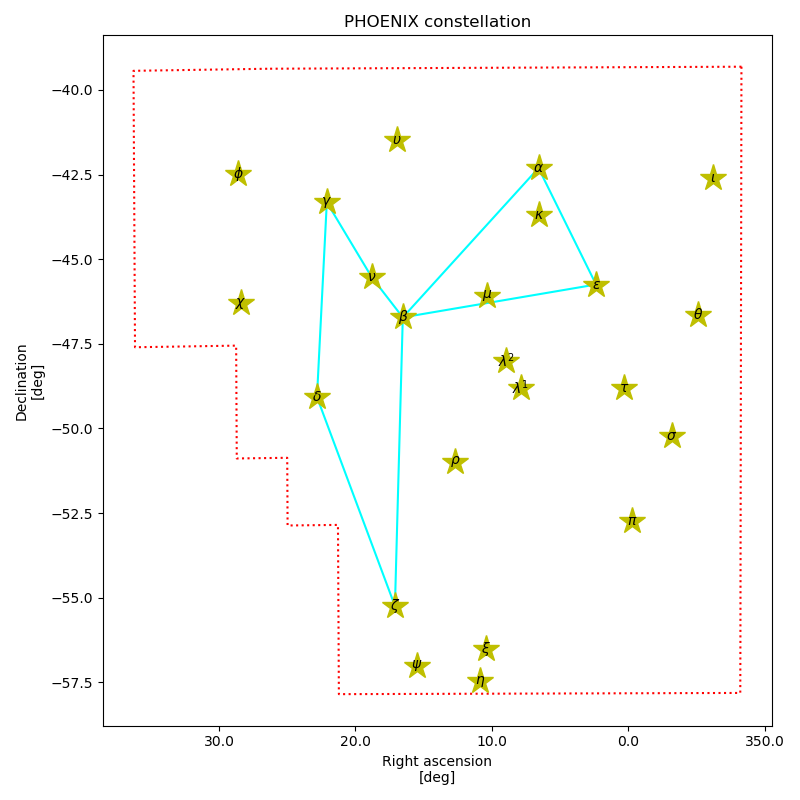 PHOENIX constellation
−40.0
−42.5
−45.0
−47.5
−50.0
−52.5
−55.0
−57.5
Declination
[deg]
υ
α
ϕ
ι
γ
κ
ν
ε
μ
χ
β
θ
λ²
λ¹
τ
δ
σ
ρ
π
ζ
ξ
ψ
η
30.0 20.0 10.0 0.0 350.0
Right ascension
[deg]